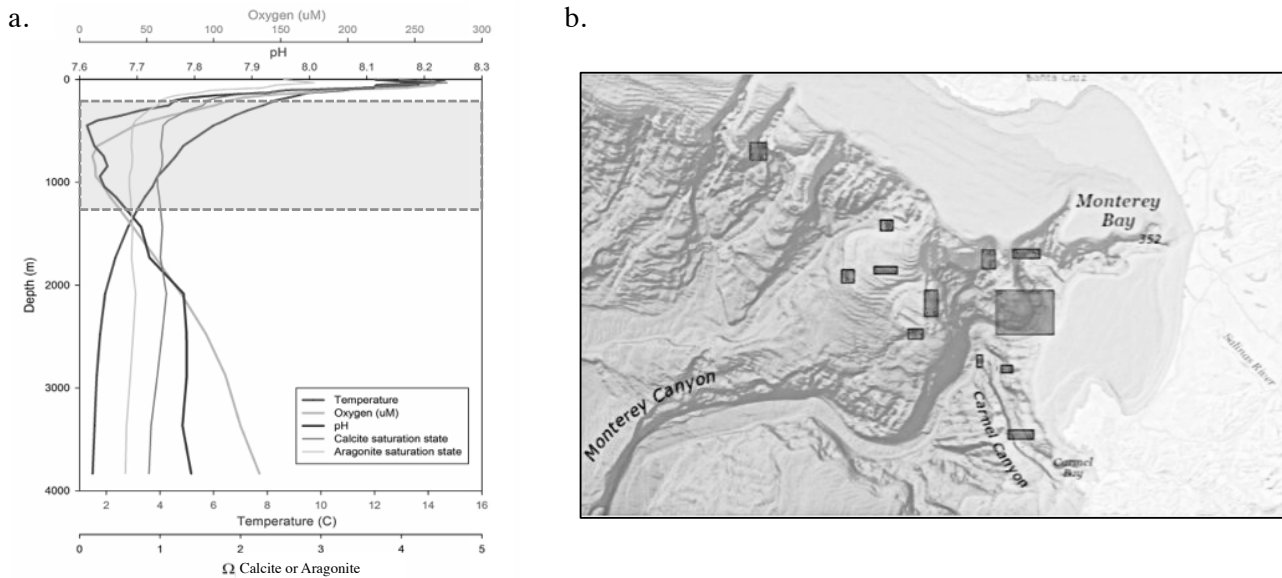 a.
Oxygen (uM)
0 50 100 150 200 250 300
pH
7.6 7.7 7.8 7.9 8.0 8.1 8.2 8.3
0
1000
2000
3000
4000
Depth (m)
Temperature
Oxygen (uM)
pH
Calcite saturation state
Aragonite saturation state
2 4 6 8 10 12 14 16
Temperature (C)
0 1 2 3 4 5
Ω Calcite or Aragonite
b.
Santa Cruz
Monterey
Bay
352
Salinas River
Monterey Canyon
Carmel Canyon
Carmel
Bay